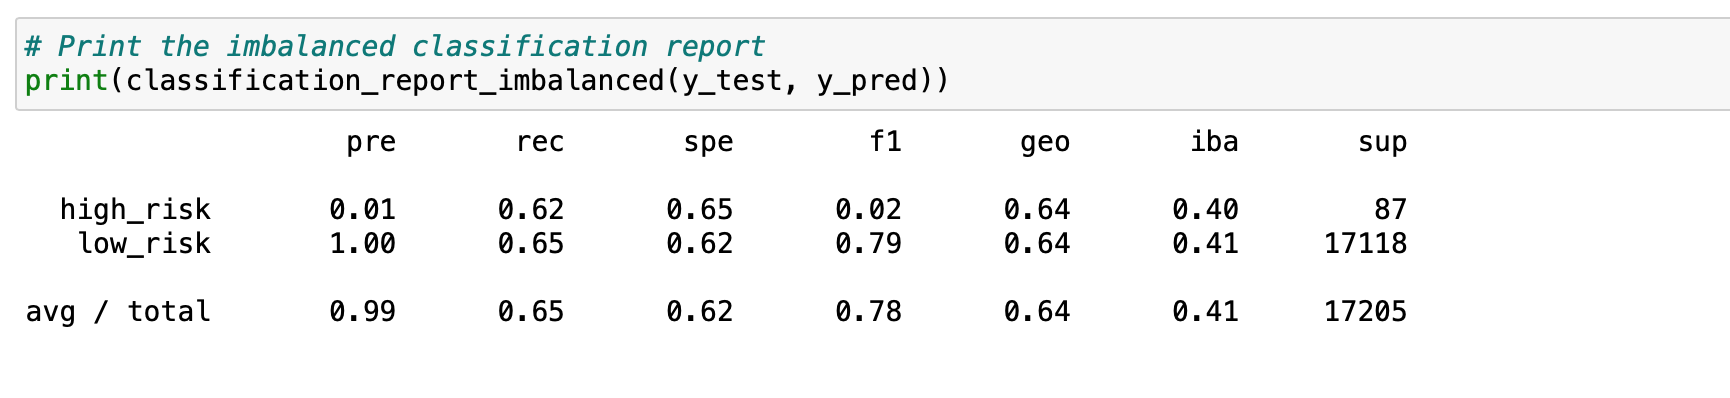 # Print the imbalanced classification report
print(classification_report_imbalanced(y_test, y_pred))
pre rec spe f1 geo iba sup
high_risk 0.01 0.62 0.65 0.02 0.64 0.40 87
low_risk 1.00 0.65 0.62 0.79 0.64 0.41 17118
avg / total 0.99 0.65 0.62 0.78 0.64 0.41 17205